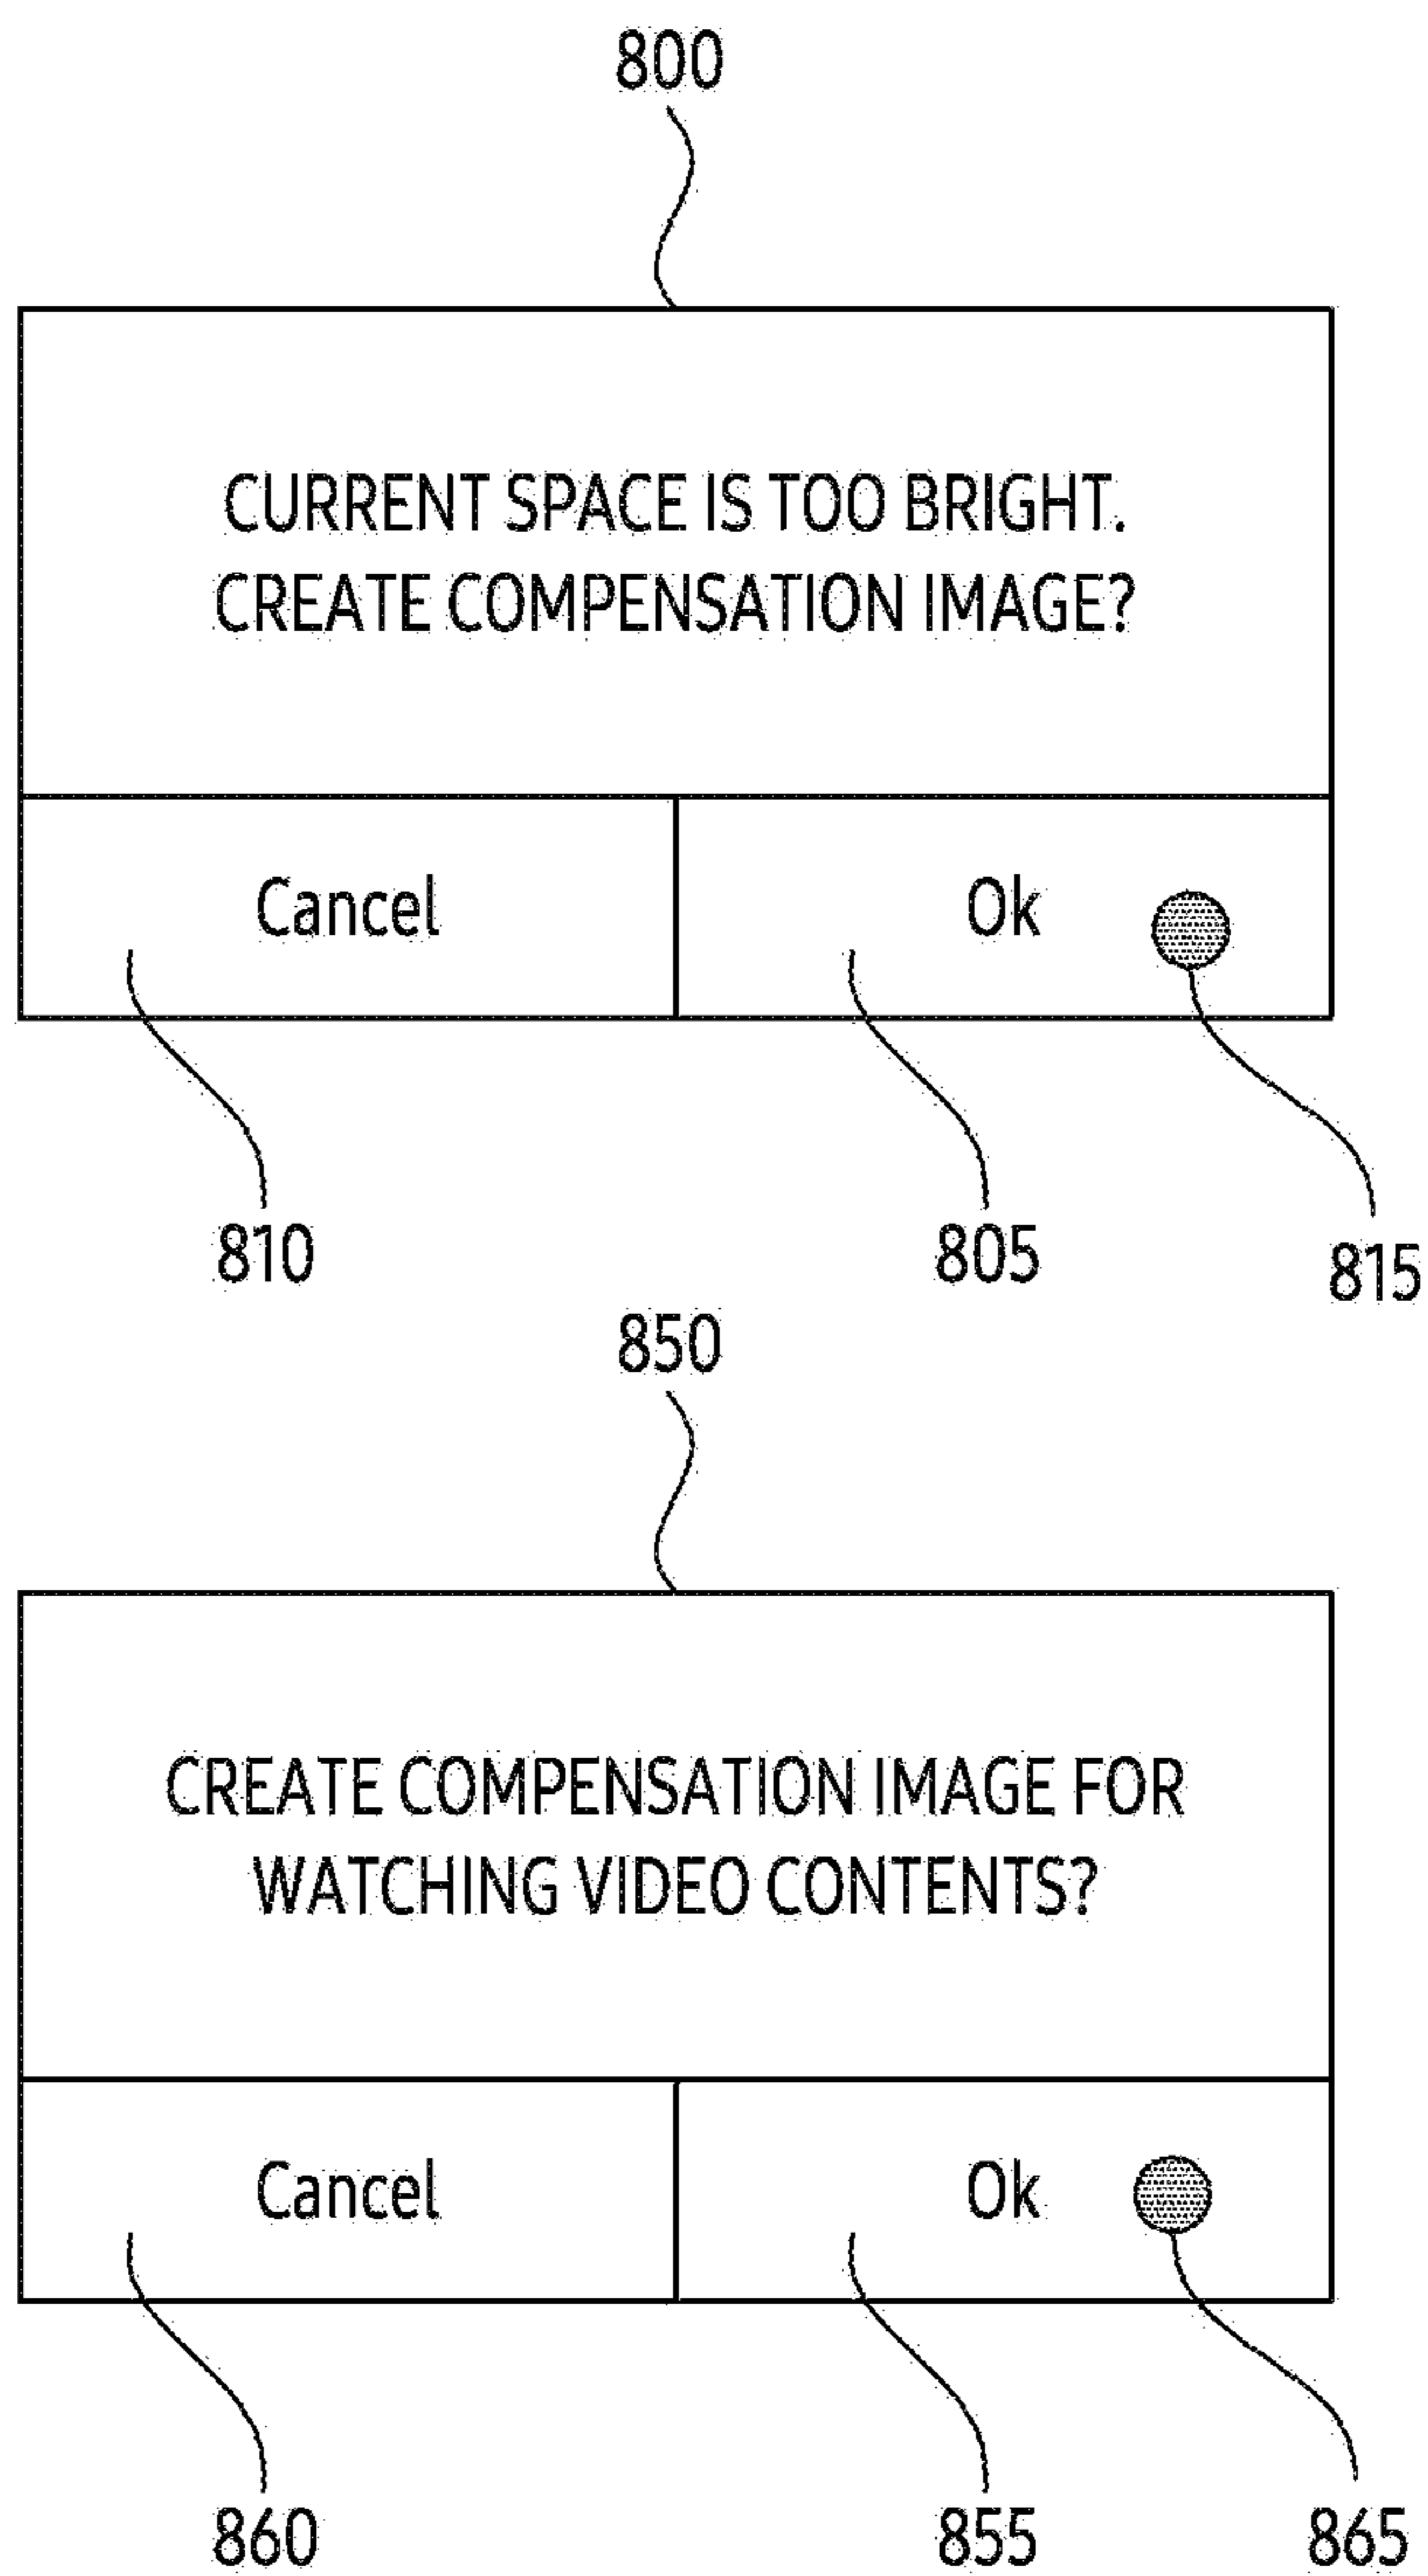 800
CURRENT SPACE IS TOO BRIGHT.
CREATE COMPENSATION IMAGE?
Cancel Ok
810 805 815
850
CREATE COMPENSATION IMAGE FOR
WATCHING VIDEO CONTENTS?
Cancel Ok
860 855 865